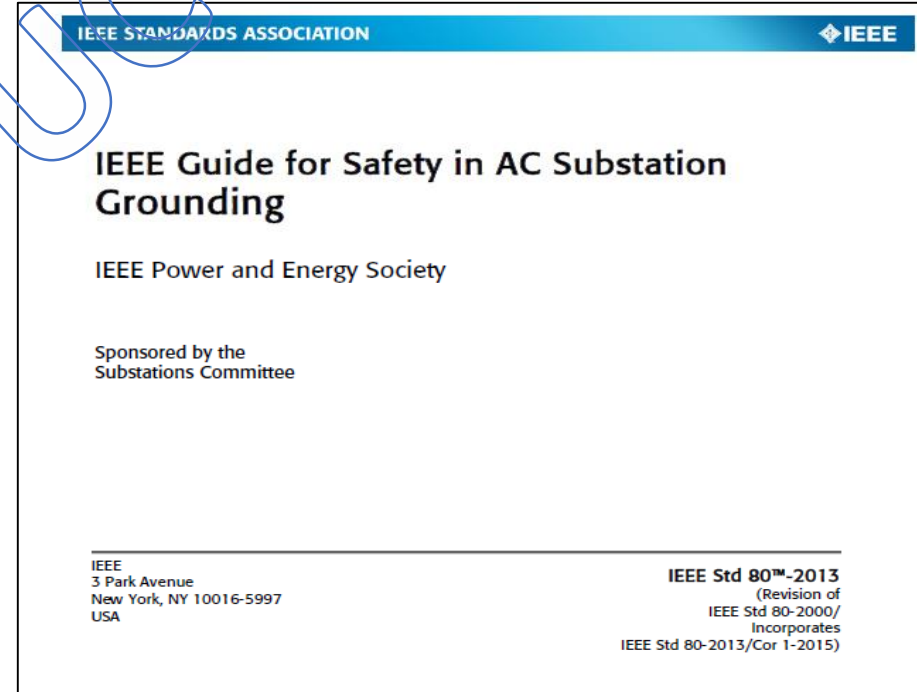 IEEE STANDARDS ASSOCIATION
IEEE
IEEE Guide for Safety in AC Substation
Grounding
IEEE Power and Energy Society
Sponsored by the
Substations Committee
IEEE
3 Park Avenue
New York, NY 10016-5997
USA
IEEE Std 80™-2013
(Revision of
IEEE Std 80-2000/
Incorporates
IEEE Std 80-2013/Cor 1-2015)